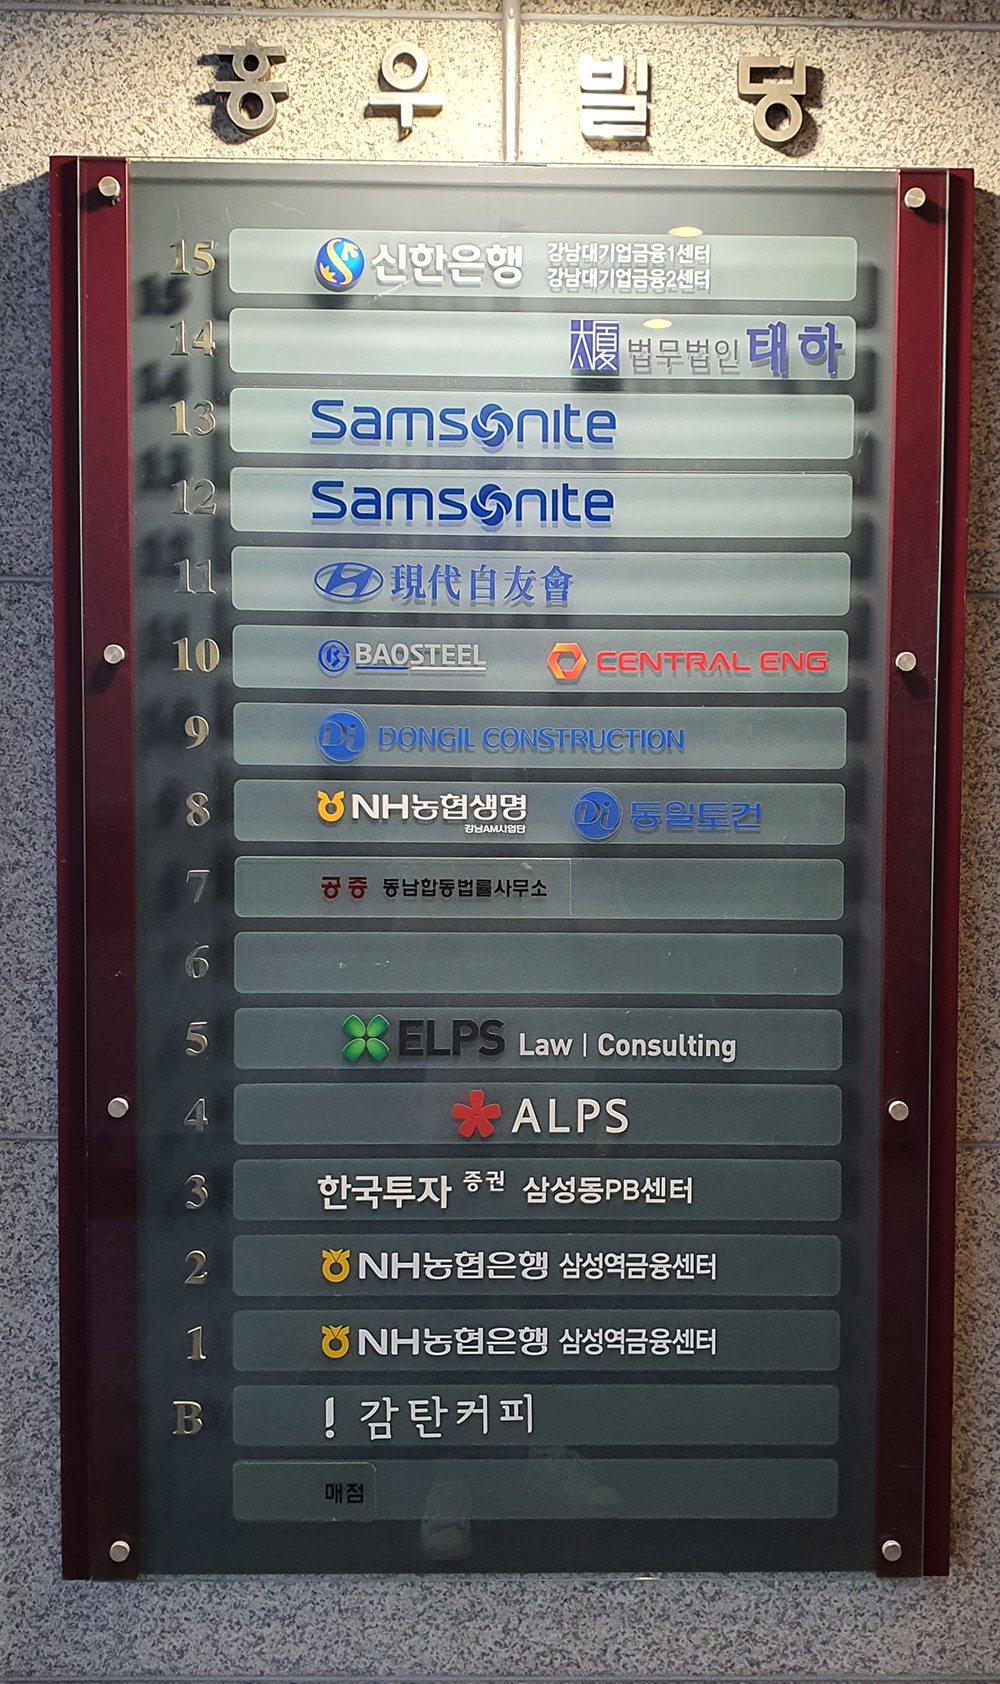 흥우빌딩
15 신한은행 강남대기업금융1센터
강남대기업금융2센터
14 大廈 법무법인 태하
13 Samsonite
12 Samsonite
11 現代自友會
10 BAOSTEEL CENTRAL ENG
9 Di DONGIL CONSTRUCTION
8 NH농협생명 Di 동일토건
강남AM사업단
7 공증 동남합동법률사무소
6
5 ELPS Law | Consulting
4 ALPS
3 한국투자 증권 삼성동PB센터
2 NH농협은행 삼성역금융센터
1 NH농협은행 삼성역금융센터
B ! 감탄커피
매점